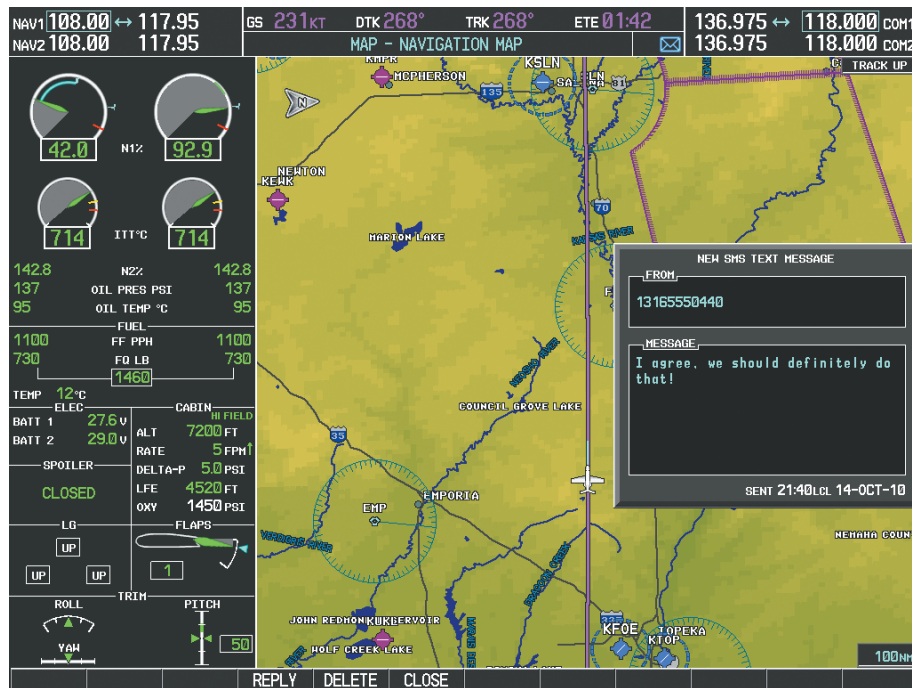 NAV1 108.00 ↔ 117.95
NAV2 108.00 117.95
GS 231KT DTK 268° TRK 268° ETE 01:42
MAP - NAVIGATION MAP
136.975 ↔ 118.000 COM1
136.975 118.000 COM2
TRACK UP
42.0 N1% 92.9
714 ITT°C 714
142.8 N2% 142.8
137 OIL PRES PSI 137
95 OIL TEMP °C 95
FUEL
1100 FF PPH 1100
730 FQ LB 730
1460
TEMP 12°C
ELEC
BATT 1 27.6 V
BATT 2 29.0 V
SPOILER
CLOSED
CABIN
HI FIELD
ALT 7200 FT
RATE 5 FPM↑
DELTA-P 5.0 PSI
LFE 4520 FT
OXY 1450 PSI
LG
UP
UP UP
FLAPS
1
TRIM
ROLL
YAW
PITCH
50
MCPHERSON
KSLN
135
81
N
NEWTON
KEWK
70
MARION LAKE
COUNCIL GROVE LAKE
35
EMPORIA
EMP
JOHN REDMON
WOLF CREEK LAKE
KFOE
TOPEKA
KTOP
NEMAHA COUN
100NM
NEW SMS TEXT MESSAGE
FROM
13165550440
MESSAGE
I agree. we should definitely do
that!
SENT 21:40LCL 14-OCT-10
REPLY DELETE CLOSE